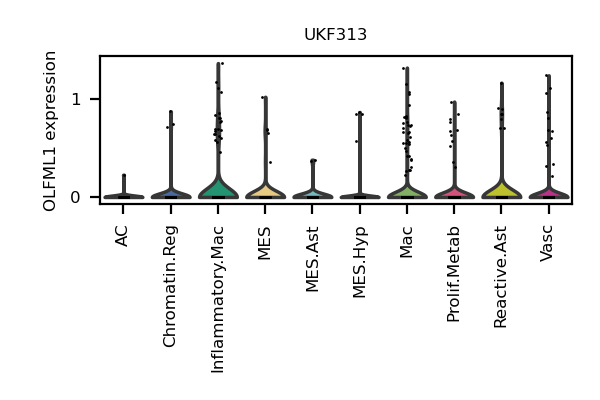 UKF313
OLFML1 expression
1
0
AC
Chromatin.Reg
Inflammatory.Mac
MES
MES.Ast
MES.Hyp
Mac
Prolif.Metab
Reactive.Ast
Vasc